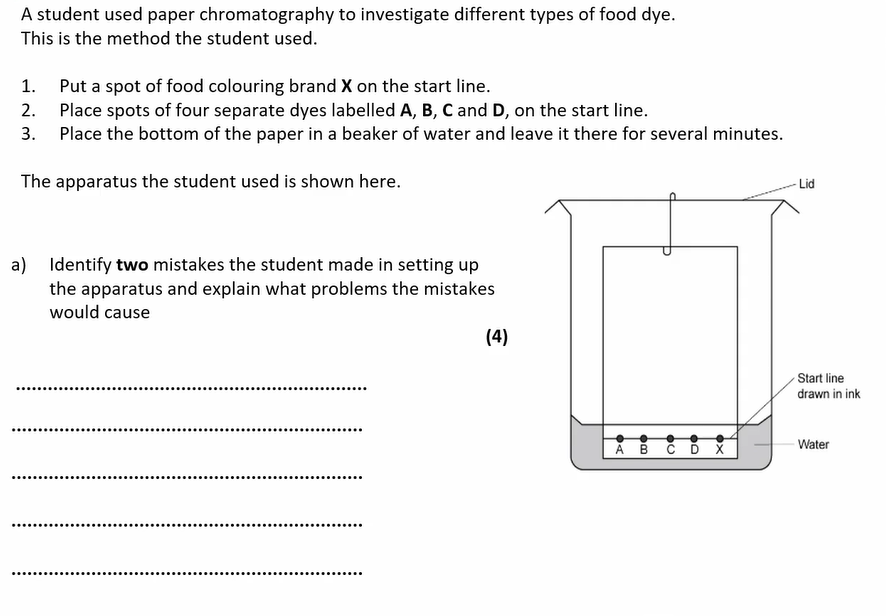 A student used paper chromatography to investigate different types of food dye.
This is the method the student used.
1. Put a spot of food colouring brand X on the start line.
2. Place spots of four separate dyes labelled A, B, C and D, on the start line.
3. Place the bottom of the paper in a beaker of water and leave it there for several minutes.
The apparatus the student used is shown here.
a) Identify two mistakes the student made in setting up
the apparatus and explain what problems the mistakes
would cause
(4)
Lid
Start line
drawn in ink
Water
A B C D X